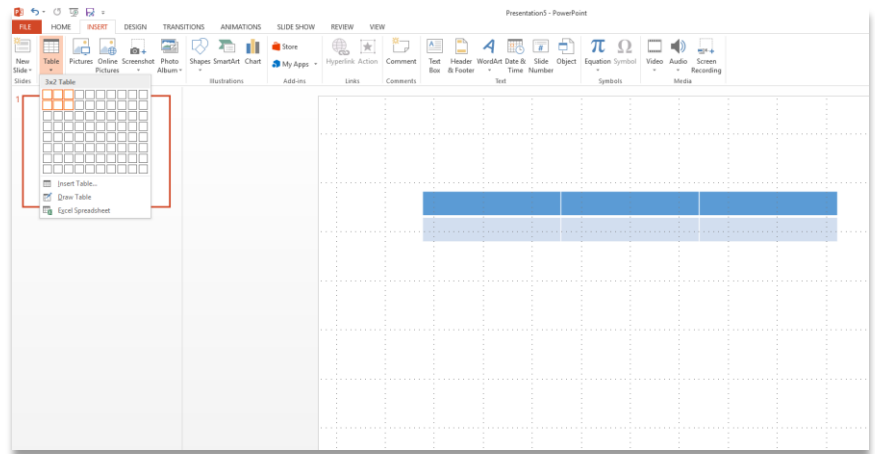 Presentation5 - PowerPoint
FILE HOME INSERT DESIGN TRANSITIONS ANIMATIONS SLIDE SHOW REVIEW VIEW
New Slide
Table
Pictures
Online Pictures
Screenshot
Photo Album
Shapes
SmartArt
Chart
Store
My Apps
Hyperlink
Action
Comment
Text Box
Header & Footer
WordArt
Date & Time
Slide Number
Object
Equation
Symbol
Video
Audio
Screen Recording
Slides
Illustrations
Add-ins
Links
Comments
Text
Symbols
Media
3x2 Table
1
Insert Table...
Draw Table
Excel Spreadsheet